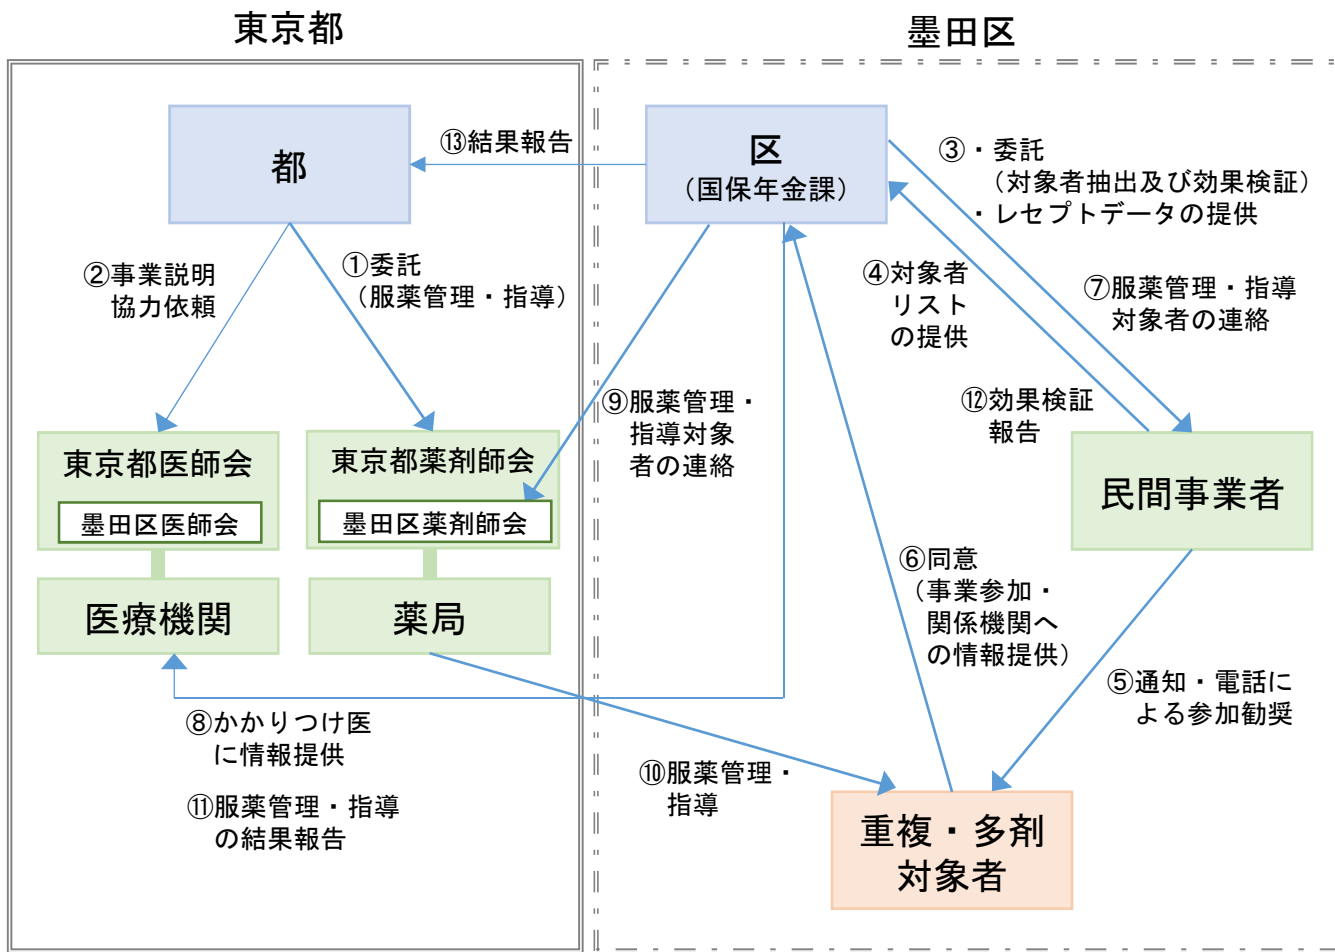 東京都
墨田区
都
⑬結果報告
区
（国保年金課）
③・委託
（対象者抽出及び効果検証）
・レセプトデータの提供
②事業説明
協力依頼
①委託
（服薬管理・指導）
④対象者
リスト
の提供
⑦服薬管理・指導
対象者の連絡
⑨服薬管理・
指導対象
者の連絡
⑫効果検証
報告
東京都医師会
墨田区医師会
東京都薬剤師会
墨田区薬剤師会
民間事業者
医療機関
薬局
⑥同意
（事業参加・
関係機関へ
の情報提供）
⑤通知・電話に
よる参加勧奨
⑧かかりつけ医
に情報提供
⑪服薬管理・指導
の結果報告
⑩服薬管理・
指導
重複・多剤
対象者